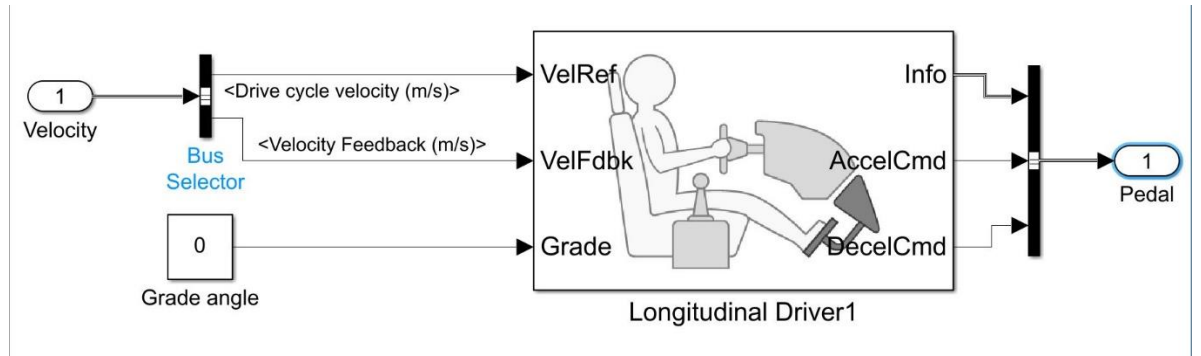 1
Velocity
<Drive cycle velocity (m/s)>
<Velocity Feedback (m/s)>
Bus
Selector
0
Grade angle
VelRef
VelFdbk
Grade
Info
AccelCmd
DecelCmd
Longitudinal Driver1
1
Pedal